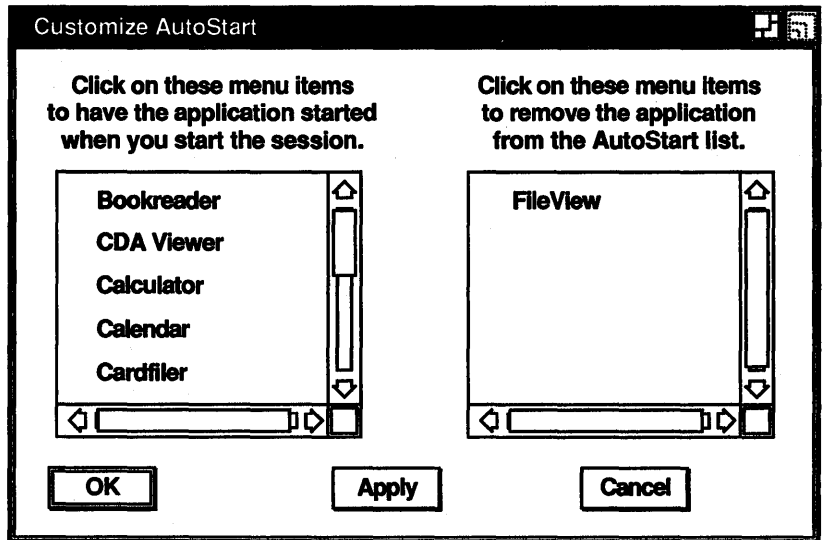 Customize AutoStart
Click on these menu items
to have the application started
when you start the session.
Click on these menu items
to remove the application
from the AutoStart list.
Bookreader
CDA Viewer
Calculator
Calendar
Cardfiler
FileView
OK
Apply
Cancel